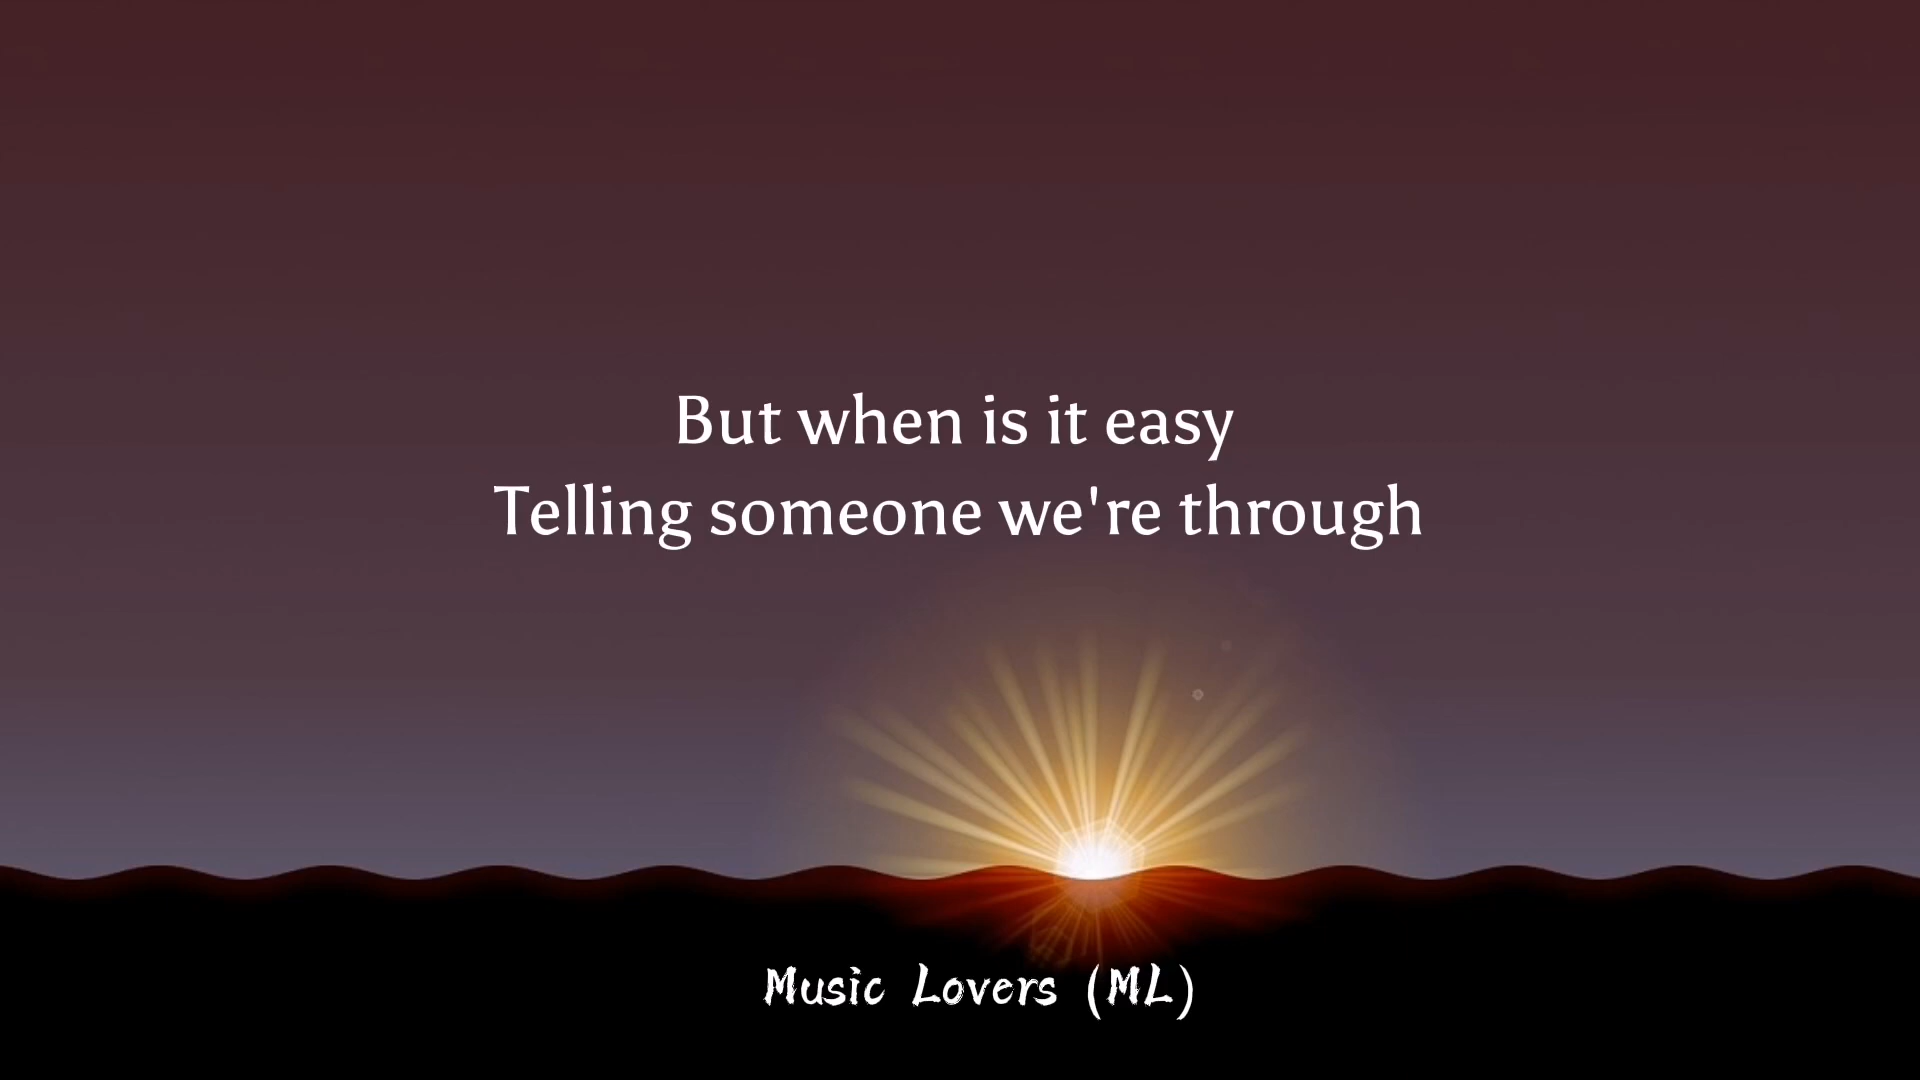 But when is it easy
Telling someone we're through
Music Lovers (ML)